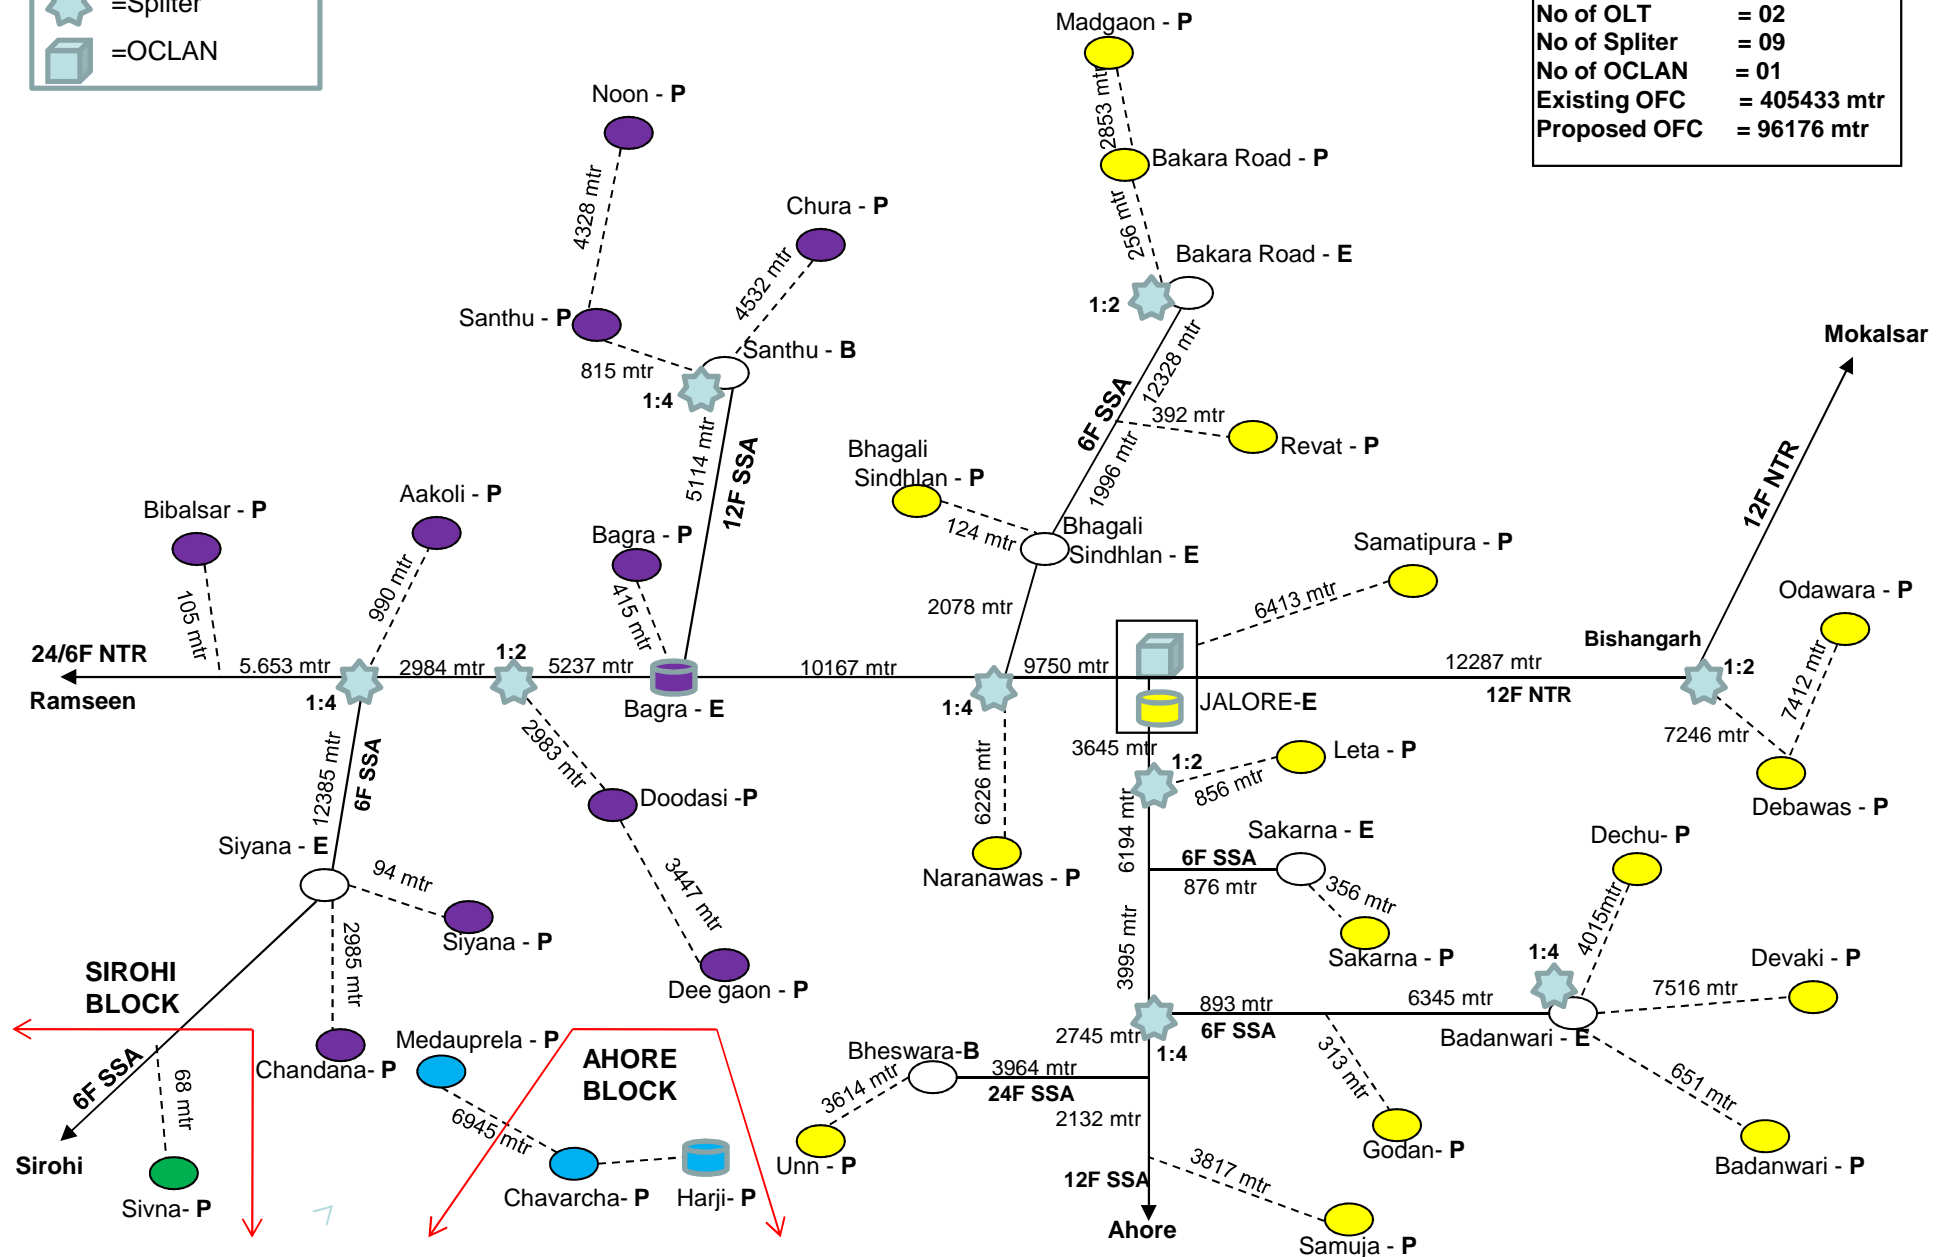 =Spliter
=OCLAN
No of OLT = 02
No of Spliter = 09
No of OCLAN = 01
Existing OFC = 405433 mtr
Proposed OFC = 96176 mtr
Madgaon - P
2853 mtr
Bakara Road - P
256 mtr
Bakara Road - E
1:2
12328 mtr
6F SSA
392 mtr
Revat - P
1996 mtr
Noon - P
4328 mtr
Chura - P
4532 mtr
Santhu - P
815 mtr
Santhu - B
1:4
5114 mtr
12F SSA
Bhagali
Sindhlan - P
124 mtr
Bhagali
Sindhlan - E
2078 mtr
Mokalsar
12F NTR
Samatipura - P
6413 mtr
Odawara - P
7412 mtr
Bishangarh
1:2
7246 mtr
Debawas - P
Bibalsar - P
105 mtr
Aakoli - P
990 mtr
Bagra - P
415 mtr
24/6F NTR
Ramseen
5.653 mtr
1:4
2984 mtr
1:2
5237 mtr
Bagra - E
10167 mtr
1:4
9750 mtr
JALORE-E
12287 mtr
12F NTR
12385 mtr
6F SSA
2983 mtr
Doodasi -P
3447 mtr
Dee gaon - P
6226 mtr
Naranawas - P
3645 mtr
1:2
Leta - P
856 mtr
6194 mtr
Sakarna - E
6F SSA
876 mtr
356 mtr
Sakarna - P
3995 mtr
Dechu- P
4015mtr
1:4
Devaki - P
7516 mtr
893 mtr
6F SSA
6345 mtr
Badanwari - E
651 mtr
Badanwari - P
313 mtr
Godan- P
1:4
2745 mtr
Bheswara-B
3964 mtr
24F SSA
3614 mtr
Unn - P
2132 mtr
12F SSA
3817 mtr
Samuja - P
Ahore
Siyana - E
94 mtr
Siyana - P
2985 mtr
Chandana- P
SIROHI
BLOCK
6F SSA
68 mtr
Sirohi
Sivna- P
Medauprela - P
6945 mtr
AHORE
BLOCK
Chavarcha- P
Harji- P